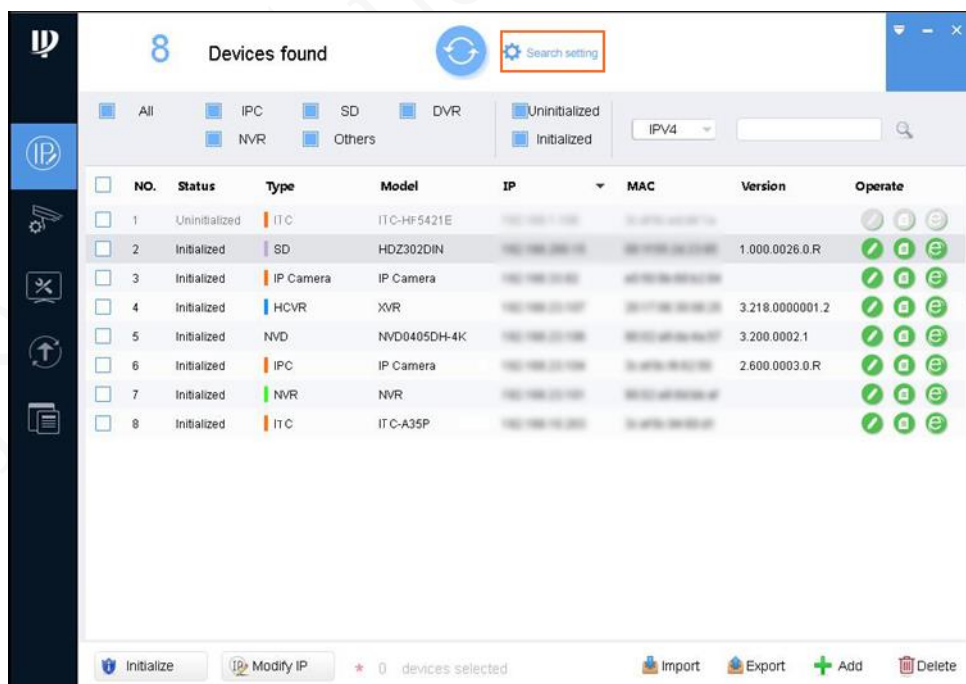 8 Devices found Search setting
All IPC SD DVR Uninitialized
NVR Others Initialized IPV4
NO. Status Type Model IP MAC Version Operate
1 Uninitialized ITC ITC-HF5421E
2 Initialized SD HDZ302DIN 1.000.0026.0.R
3 Initialized IP Camera IP Camera
4 Initialized HCVR XVR 3.218.0000001.2
5 Initialized NVD NVD0405DH-4K 3.200.0002.1
6 Initialized IPC IP Camera 2.600.0003.0.R
7 Initialized NVR NVR
8 Initialized ITC ITC-A35P
Initialize Modify IP * 0 devices selected Import Export Add Delete